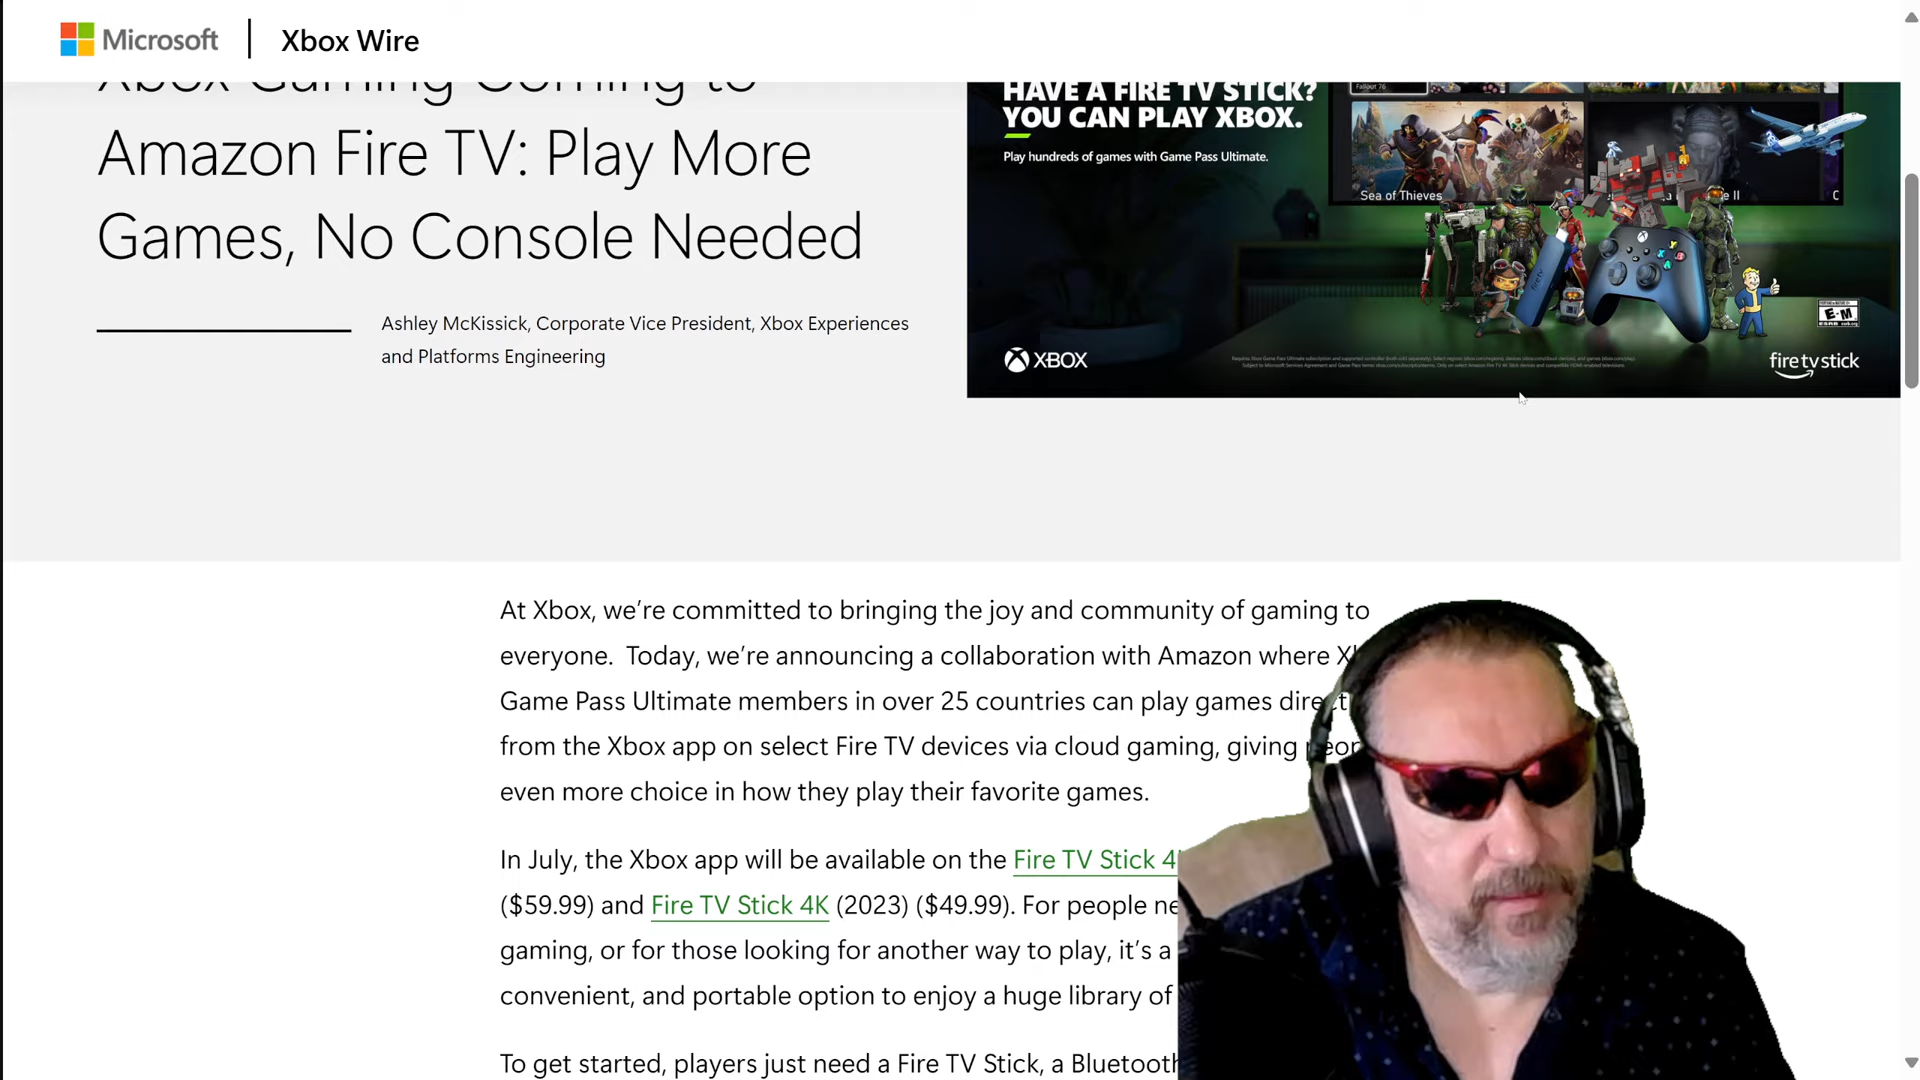 Microsoft | Xbox Wire
Xbox Gaming Coming to
Amazon Fire TV: Play More
Games, No Console Needed
Ashley McKissick, Corporate Vice President, Xbox Experiences
and Platforms Engineering
HAVE A FIRE TV STICK?
YOU CAN PLAY XBOX.
Play hundreds of games with Game Pass Ultimate.
Fallout 76
Sea of Thieves
E-M
XBOX
fire tv
firetvstick
At Xbox, we’re committed to bringing the joy and community of gaming to
everyone. Today, we’re announcing a collaboration with Amazon where
Game Pass Ultimate members in over 25 countries can play games
from the Xbox app on select Fire TV devices via cloud gaming, giving
even more choice in how they play their favorite games.
In July, the Xbox app will be available on the Fire TV Stick
($59.99) and Fire TV Stick 4K (2023) ($49.99). For people
gaming, or for those looking for another way to play, it’s a
convenient, and portable option to enjoy a huge library of
To get started, players just need a Fire TV Stick, a